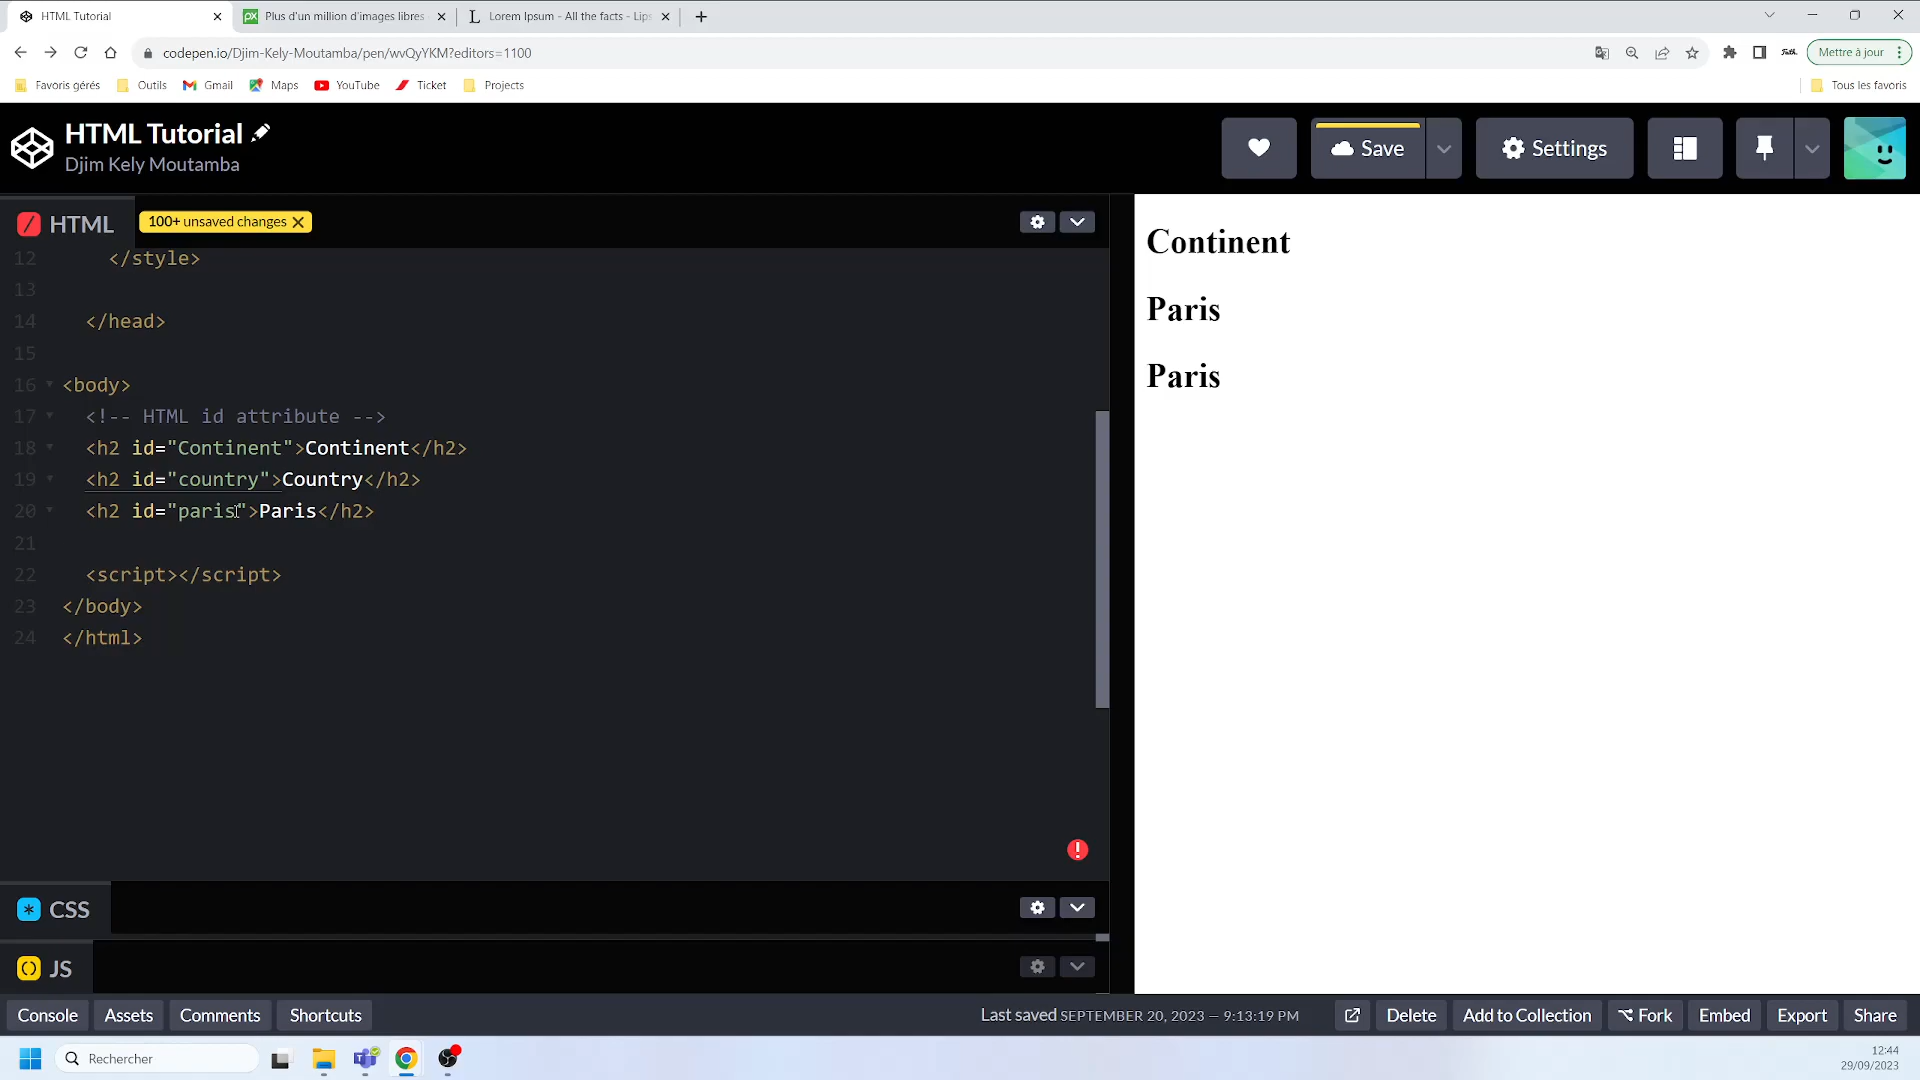 HTML Tutorial
Plus d'un million d'images libres
Lorem Ipsum - All the facts - Lips
codepen.io/Djim-Kely-Moutamba/pen/wvQyYKM?editors=1100
Mettre à jour
Favoris gérés
Outils
Gmail
Maps
YouTube
Ticket
Projects
Tous les favoris
HTML Tutorial
Djim Kely Moutamba
Save
Settings
HTML
100+ unsaved changes
12 </style>
13
14 </head>
15
16 <body>
17 <!-- HTML id attribute -->
18 <h2 id="Continent">Continent</h2>
19 <h2 id="country">Country</h2>
20 <h2 id="paris">Paris</h2>
21
22 <script></script>
23 </body>
24 </html>
Continent
Paris
Paris
CSS
JS
Console
Assets
Comments
Shortcuts
Last saved SEPTEMBER 20, 2023 — 9:13:19 PM
Delete
Add to Collection
Fork
Embed
Export
Share
Rechercher
12:44
29/09/2023